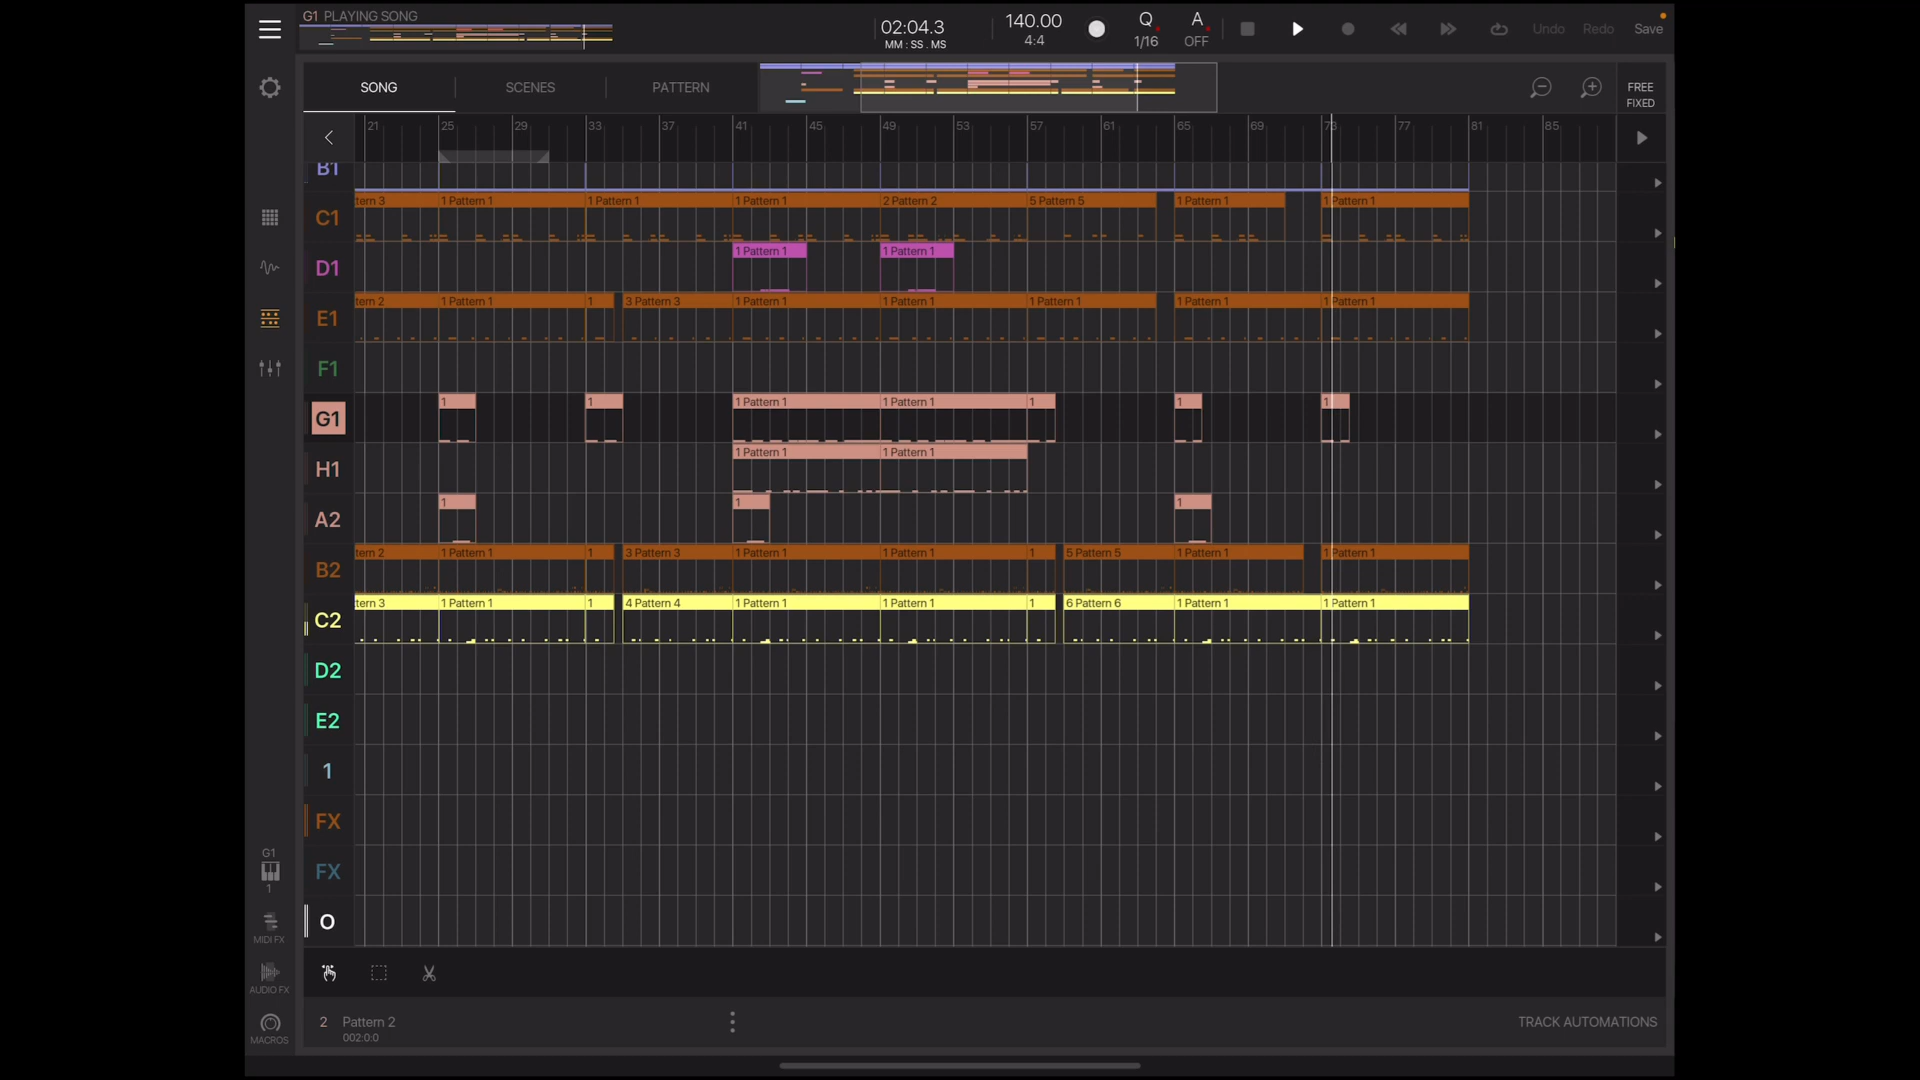 G1 PLAYING SONG
02:04.3
MM : SS . MS
140.00
4:4
Q
1/16
A
OFF
Undo
Redo
Save
SONG
SCENES
PATTERN
FREE
FIXED
21 25 29 33 37 41 45 49 53 57 61 65 69 73 77 81 85
B1
C1
tern 3 1 Pattern 1 1 Pattern 1 1 Pattern 1 2 Pattern 2 5 Pattern 5 1 Pattern 1 1 Pattern 1
D1
1 Pattern 1 1 Pattern 1
E1
tern 2 1 Pattern 1 1 3 Pattern 3 1 Pattern 1 1 Pattern 1 1 Pattern 1 1 Pattern 1 1 Pattern 1
F1
G1
1 1 1 Pattern 1 1 Pattern 1 1 1 1
H1
1 Pattern 1 1 Pattern 1
A2
1 1 1
B2
tern 2 1 Pattern 1 1 3 Pattern 3 1 Pattern 1 1 Pattern 1 1 5 Pattern 5 1 Pattern 1 1 Pattern 1
C2
tern 3 1 Pattern 1 1 4 Pattern 4 1 Pattern 1 1 Pattern 1 1 6 Pattern 6 1 Pattern 1 1 Pattern 1
D2
E2
1
FX
FX
O
G1
1
MIDI FX
AUDIO FX
MACROS
2 Pattern 2
002:0:0
TRACK AUTOMATIONS